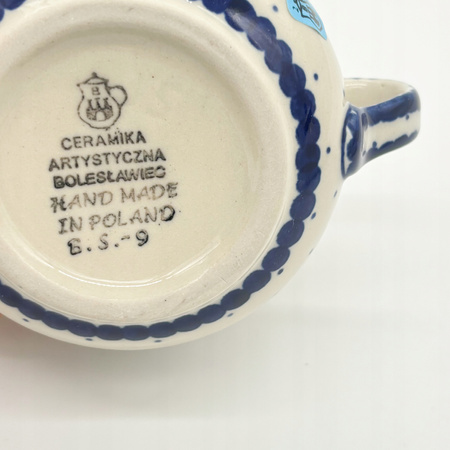 CERAMIKA
ARTYSTYCZNA
BOLESŁAWIEC
HAND MADE
IN POLAND
B.S.-9